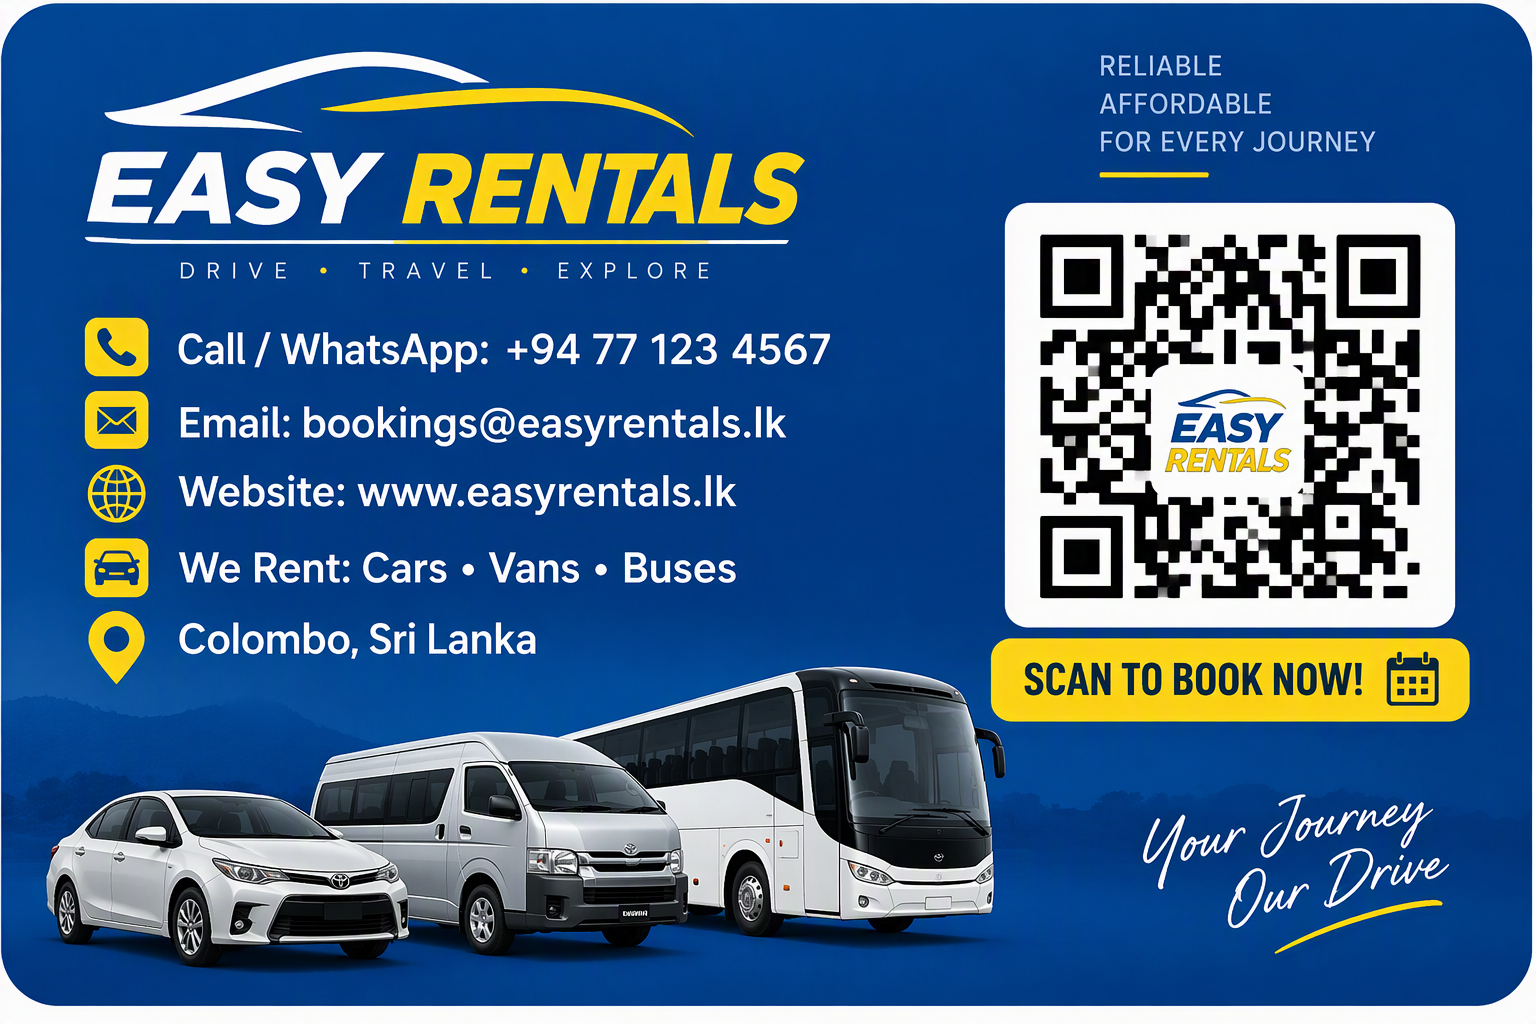 EASY RENTALS
DRIVE • TRAVEL • EXPLORE
Call / WhatsApp: +94 77 123 4567
Email: bookings@easyrentals.lk
Website: www.easyrentals.lk
We Rent: Cars • Vans • Buses
Colombo, Sri Lanka
RELIABLE
AFFORDABLE
FOR EVERY JOURNEY
EASY
RENTALS
SCAN TO BOOK NOW!
Your Journey
Our Drive